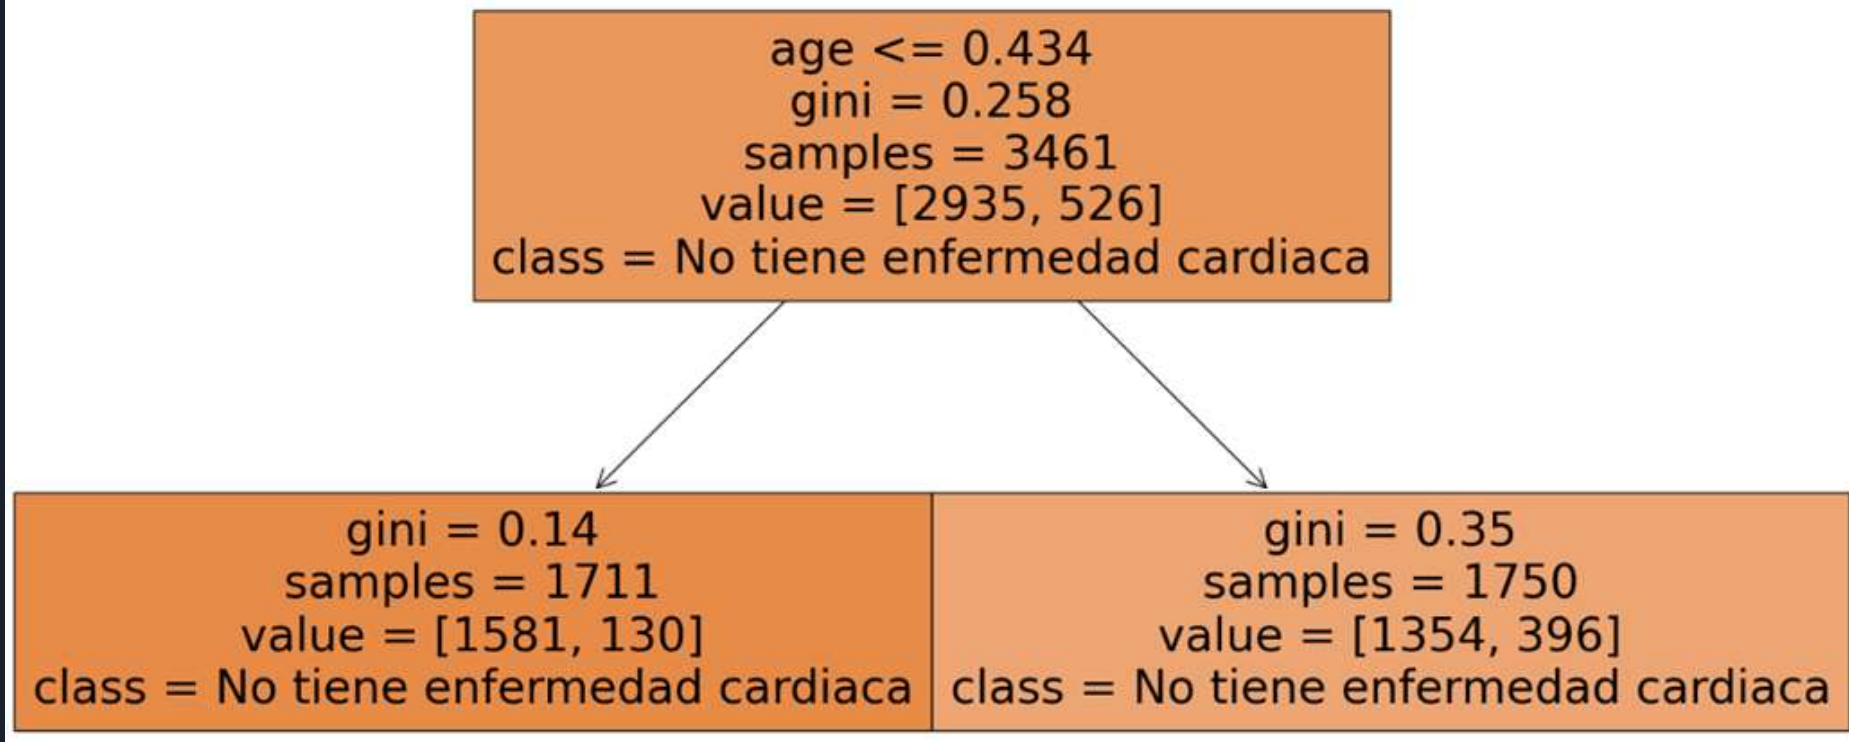 age <= 0.434
gini = 0.258
samples = 3461
value = [2935, 526]
class = No tiene enfermedad cardiaca
gini = 0.14
samples = 1711
value = [1581, 130]
class = No tiene enfermedad cardiaca
gini = 0.35
samples = 1750
value = [1354, 396]
class = No tiene enfermedad cardiaca